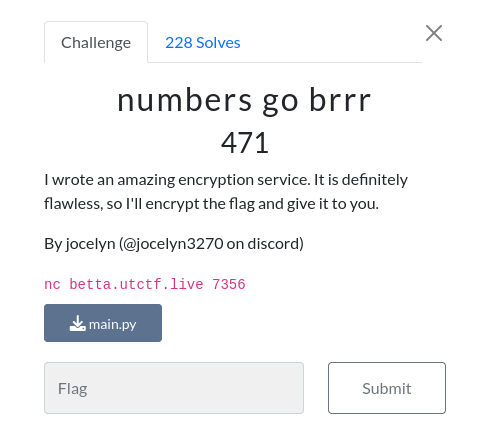 Challenge
228 Solves
numbers go brrr
471
I wrote an amazing encryption service. It is definitely
flawless, so I'll encrypt the flag and give it to you.
By jocelyn (@jocelyn3270 on discord)
nc betta.utctf.live 7356
main.py
Flag
Submit